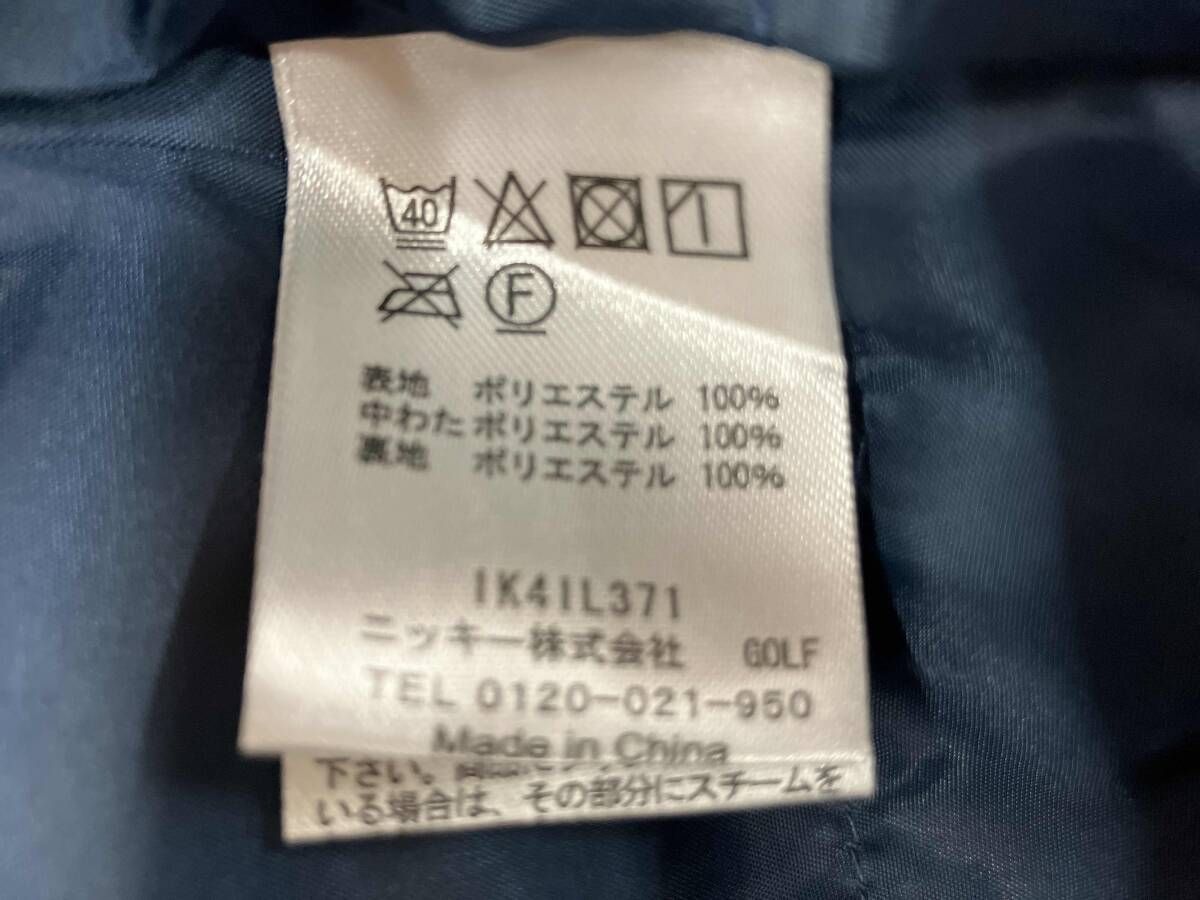 40
F
表地 ポリエステル 100%
中わた ポリエステル 100%
裏地 ポリエステル 100%
1K41L371
ニッキー株式会社 GOLF
TEL 0120-021-950
Made in China
下さい。
いる場合は、その部分にスチームを